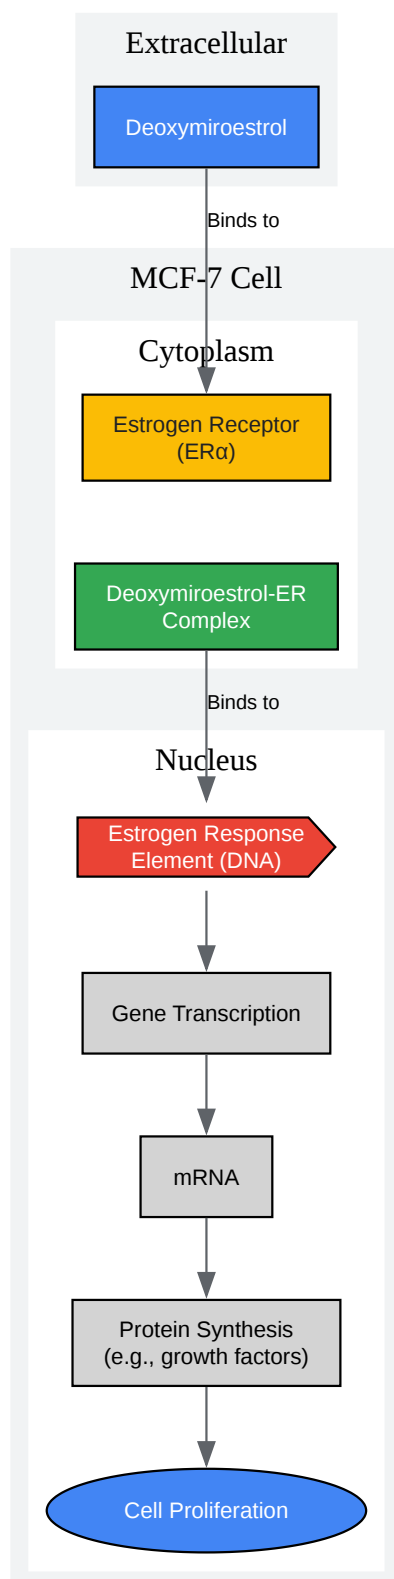 Extracellular
Deoxymiroestrol
Binds to
MCF-7 Cell
Cytoplasm
Estrogen Receptor
(ERα)
Deoxymiroestrol-ER
Complex
Binds to
Nucleus
Estrogen Response
Element (DNA)
Gene Transcription
mRNA
Protein Synthesis
(e.g., growth factors)
Cell Proliferation